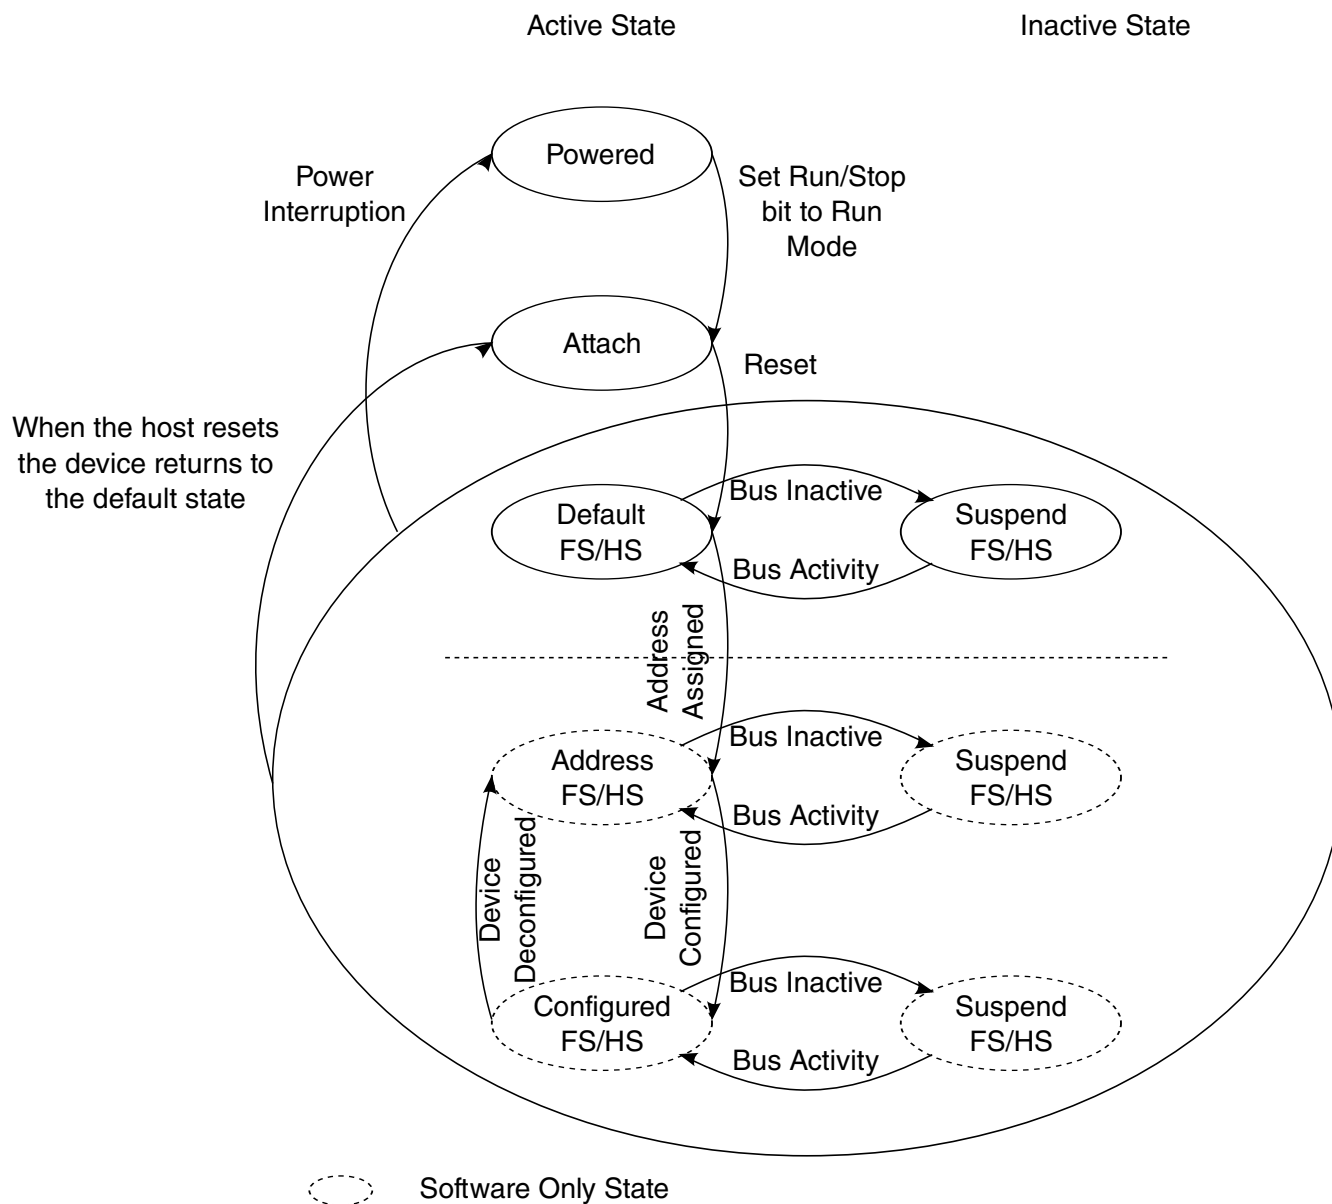 Active State
Inactive State
Powered
Power
Interruption
Set Run/Stop
bit to Run
Mode
Attach
Reset
When the host resets
the device returns to
the default state
Default
FS/HS
Bus Inactive
Bus Activity
Suspend
FS/HS
Address
Assigned
Address
FS/HS
Bus Inactive
Bus Activity
Suspend
FS/HS
Device
Deconfigured
Device
Configured
Configured
FS/HS
Bus Inactive
Bus Activity
Suspend
FS/HS
Software Only State